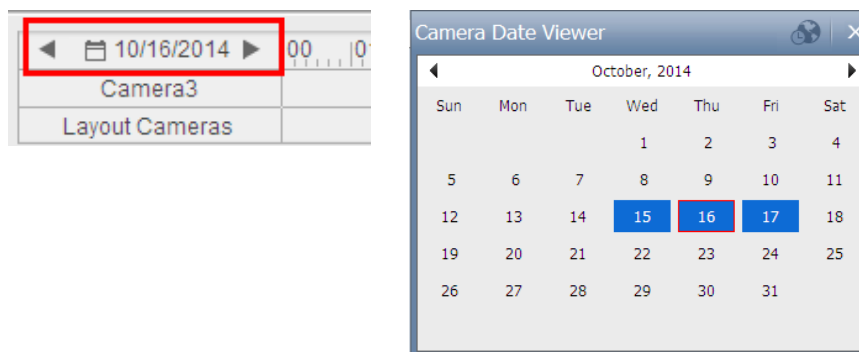 10/16/2014 00
Camera3
Layout Cameras
Camera Date Viewer
October, 2014
Sun Mon Tue Wed Thu Fri Sat
1 2 3 4
5 6 7 8 9 10 11
12 13 14 15 16 17 18
19 20 21 22 23 24 25
26 27 28 29 30 31